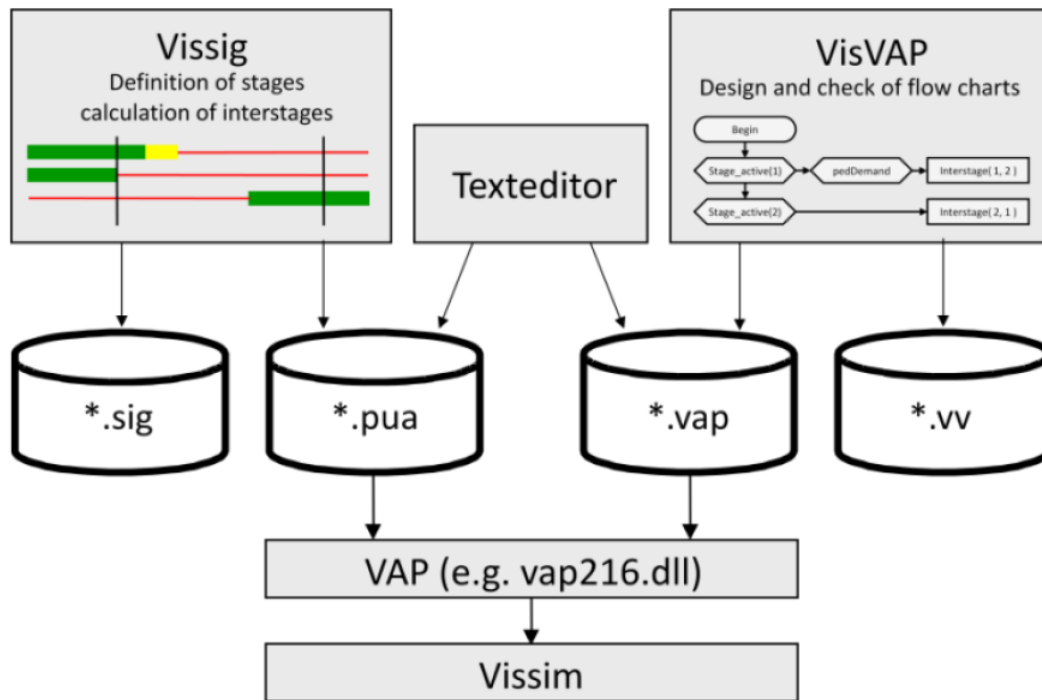 Vissig
Definition of stages
calculation of interstages
Texteditor
VisVAP
Design and check of flow charts
Begin
Stage_active(1)
pedDemand
Interstage( 1, 2 )
Stage_active(2)
Interstage( 2, 1 )
*.sig
*.pua
*.vap
*.vv
VAP (e.g. vap216.dll)
Vissim